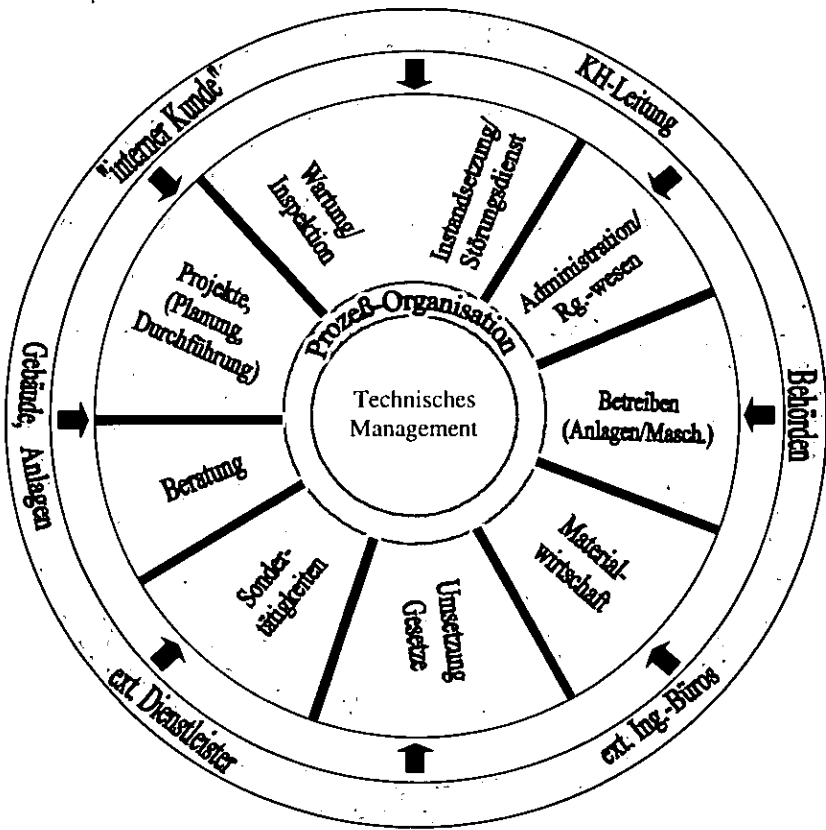 "interner Kunde"
KH-Leitung
Behörden
ext. Ing.-Büros
ext. Dienstleister
Gebäude, Anlagen
Wartung/
Inspektion
Instandsetzung/
Störungsdienst
Administration/
Rg.-wesen
Betreiben
(Anlagen/Masch.)
Material-
wirtschaft
Umsetzung
Gesetze
Sonder-
tätigkeiten
Beratung
Projekte,
(Planung,
Durchführung)
Prozeß-Organisation
Technisches
Management